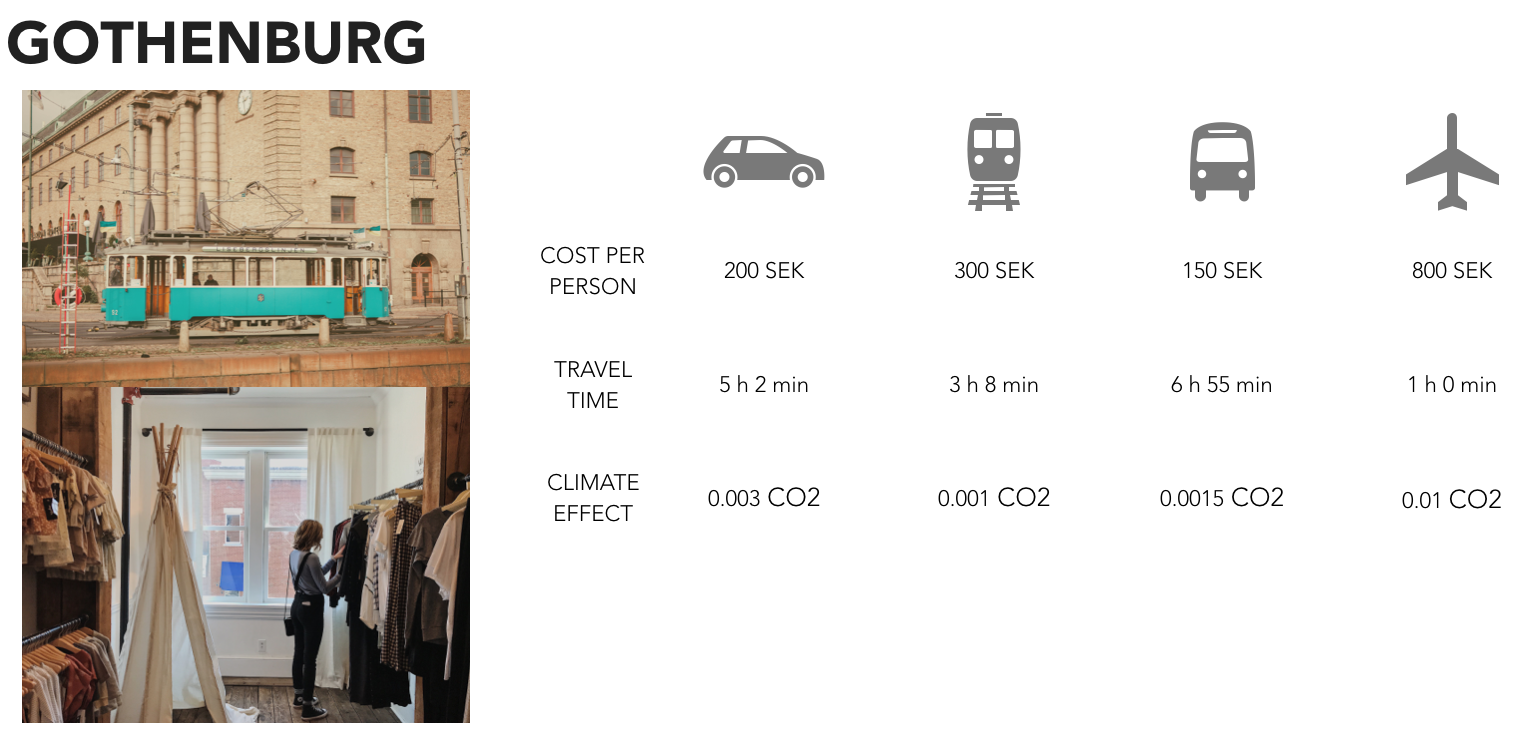 GOTHENBURG
COST PER
PERSON
200 SEK
300 SEK
150 SEK
800 SEK
TRAVEL
TIME
5 h 2 min
3 h 8 min
6 h 55 min
1 h 0 min
CLIMATE
EFFECT
0.003 CO2
0.001 CO2
0.0015 CO2
0.01 CO2